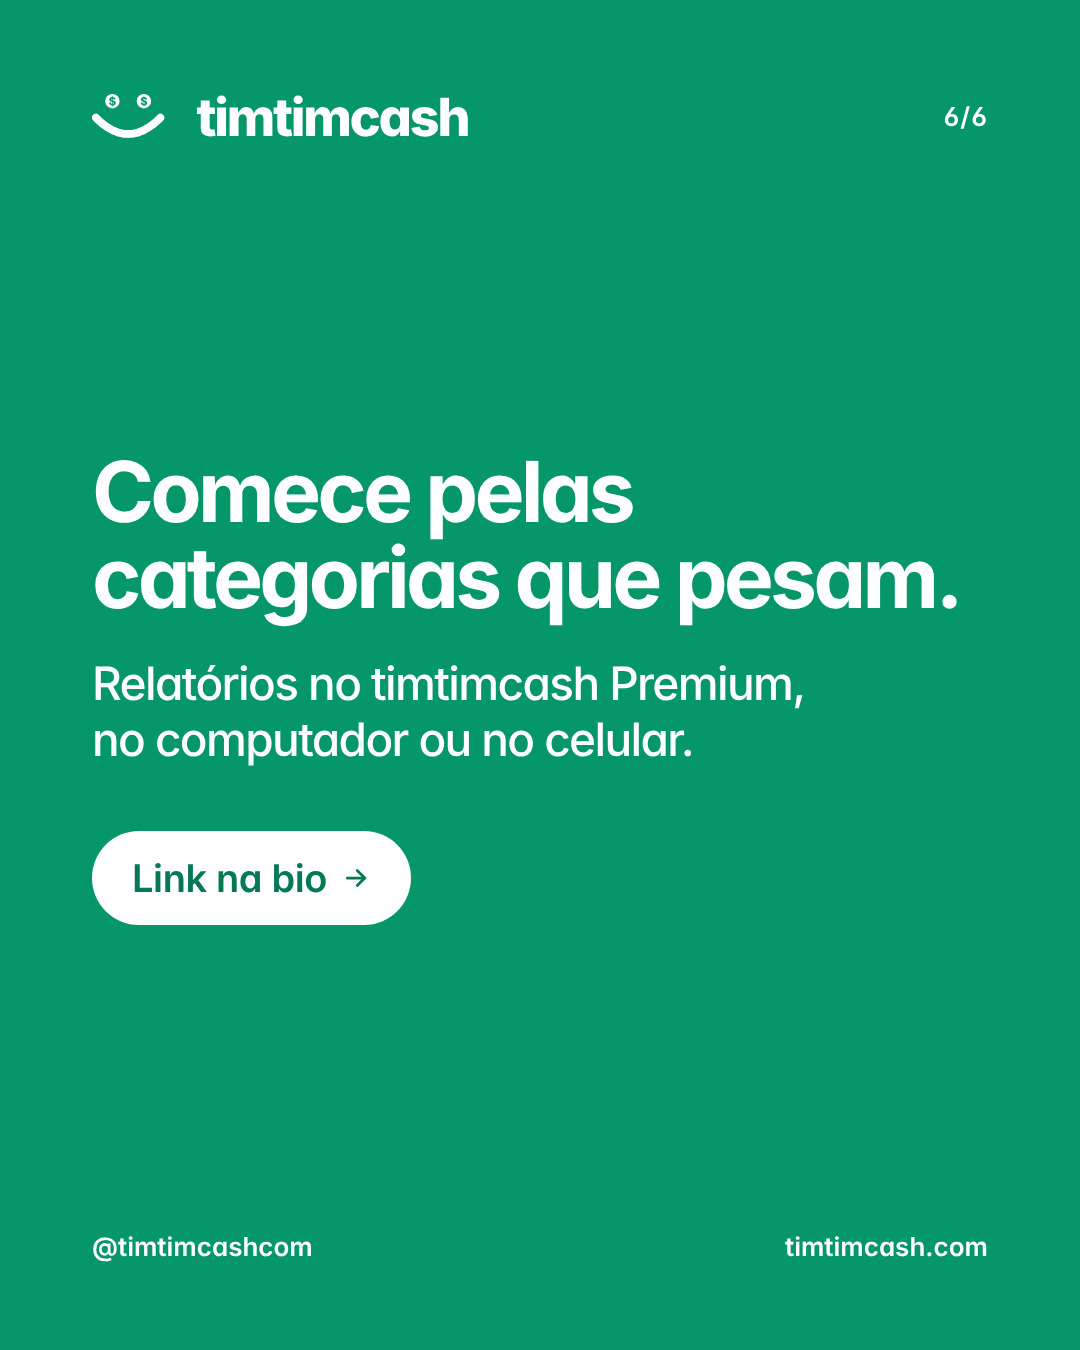 timtimcash
6/6
Comece pelas
categorias que pesam.
Relatórios no timtimcash Premium,
no computador ou no celular.
Link na bio →
@timtimcashcom
timtimcash.com